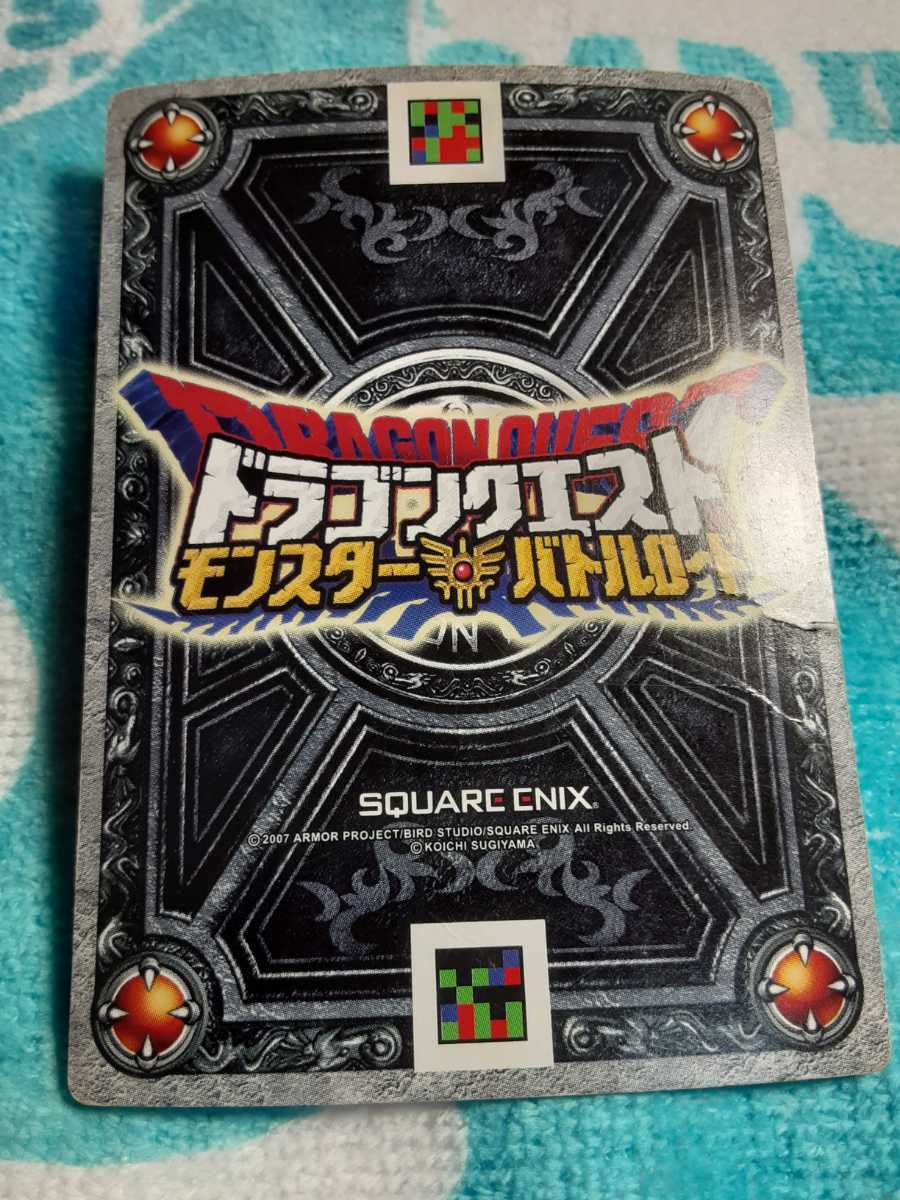 DRAGON QUEST
ドラゴンクエスト
モンスターバトルロード
SQUARE ENIX®
© 2007 ARMOR PROJECT/BIRD STUDIO/SQUARE ENIX All Rights Reserved.
© KOICHI SUGIYAMA